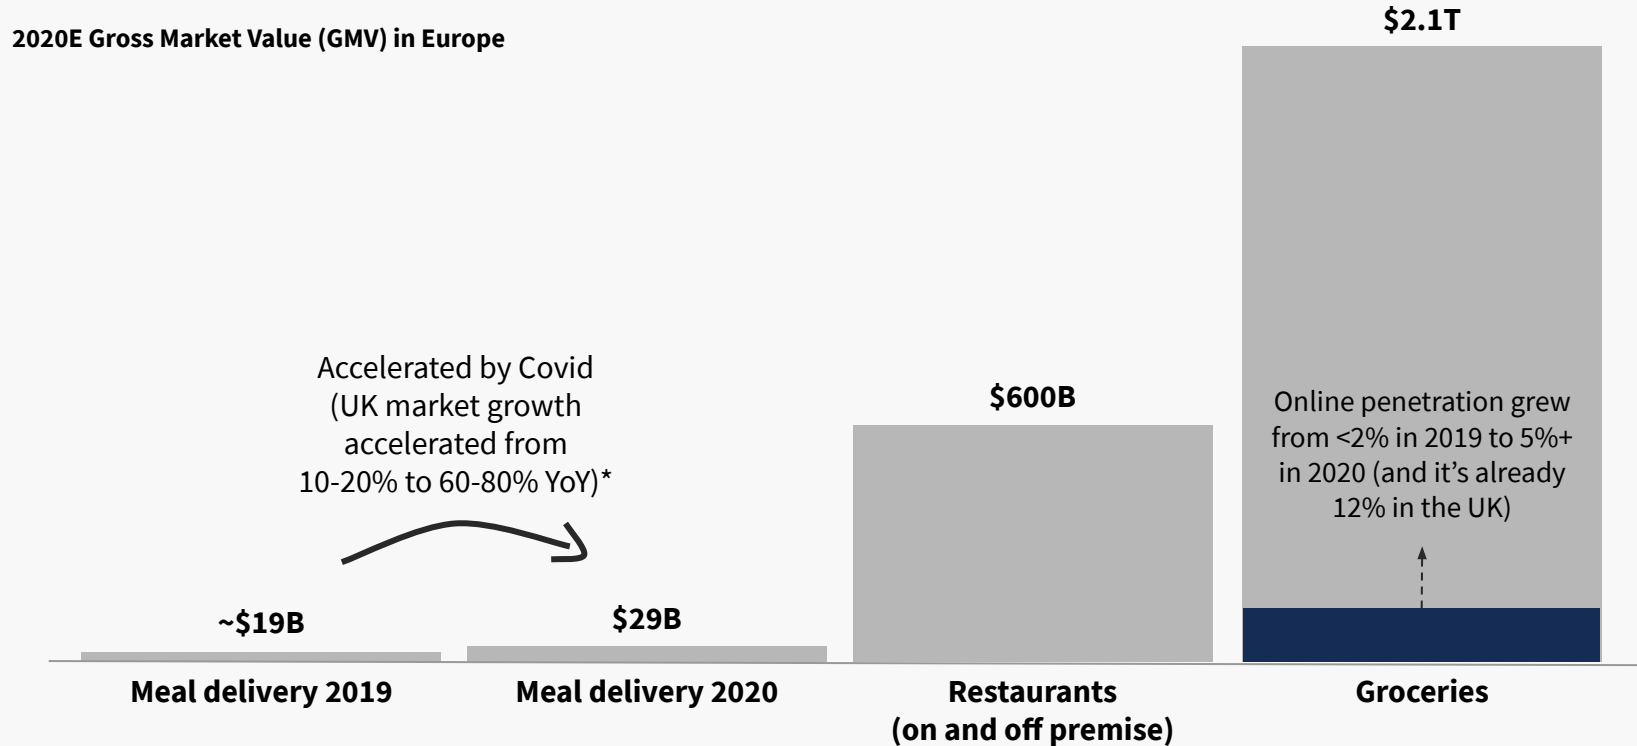 2020E Gross Market Value (GMV) in Europe
$2.1T
Accelerated by Covid
(UK market growth
accelerated from
10-20% to 60-80% YoY)*
$600B
Online penetration grew
from <2% in 2019 to 5%+
in 2020 (and it’s already
12% in the UK)
~$19B
$29B
Meal delivery 2019
Meal delivery 2020
Restaurants
(on and off premise)
Groceries